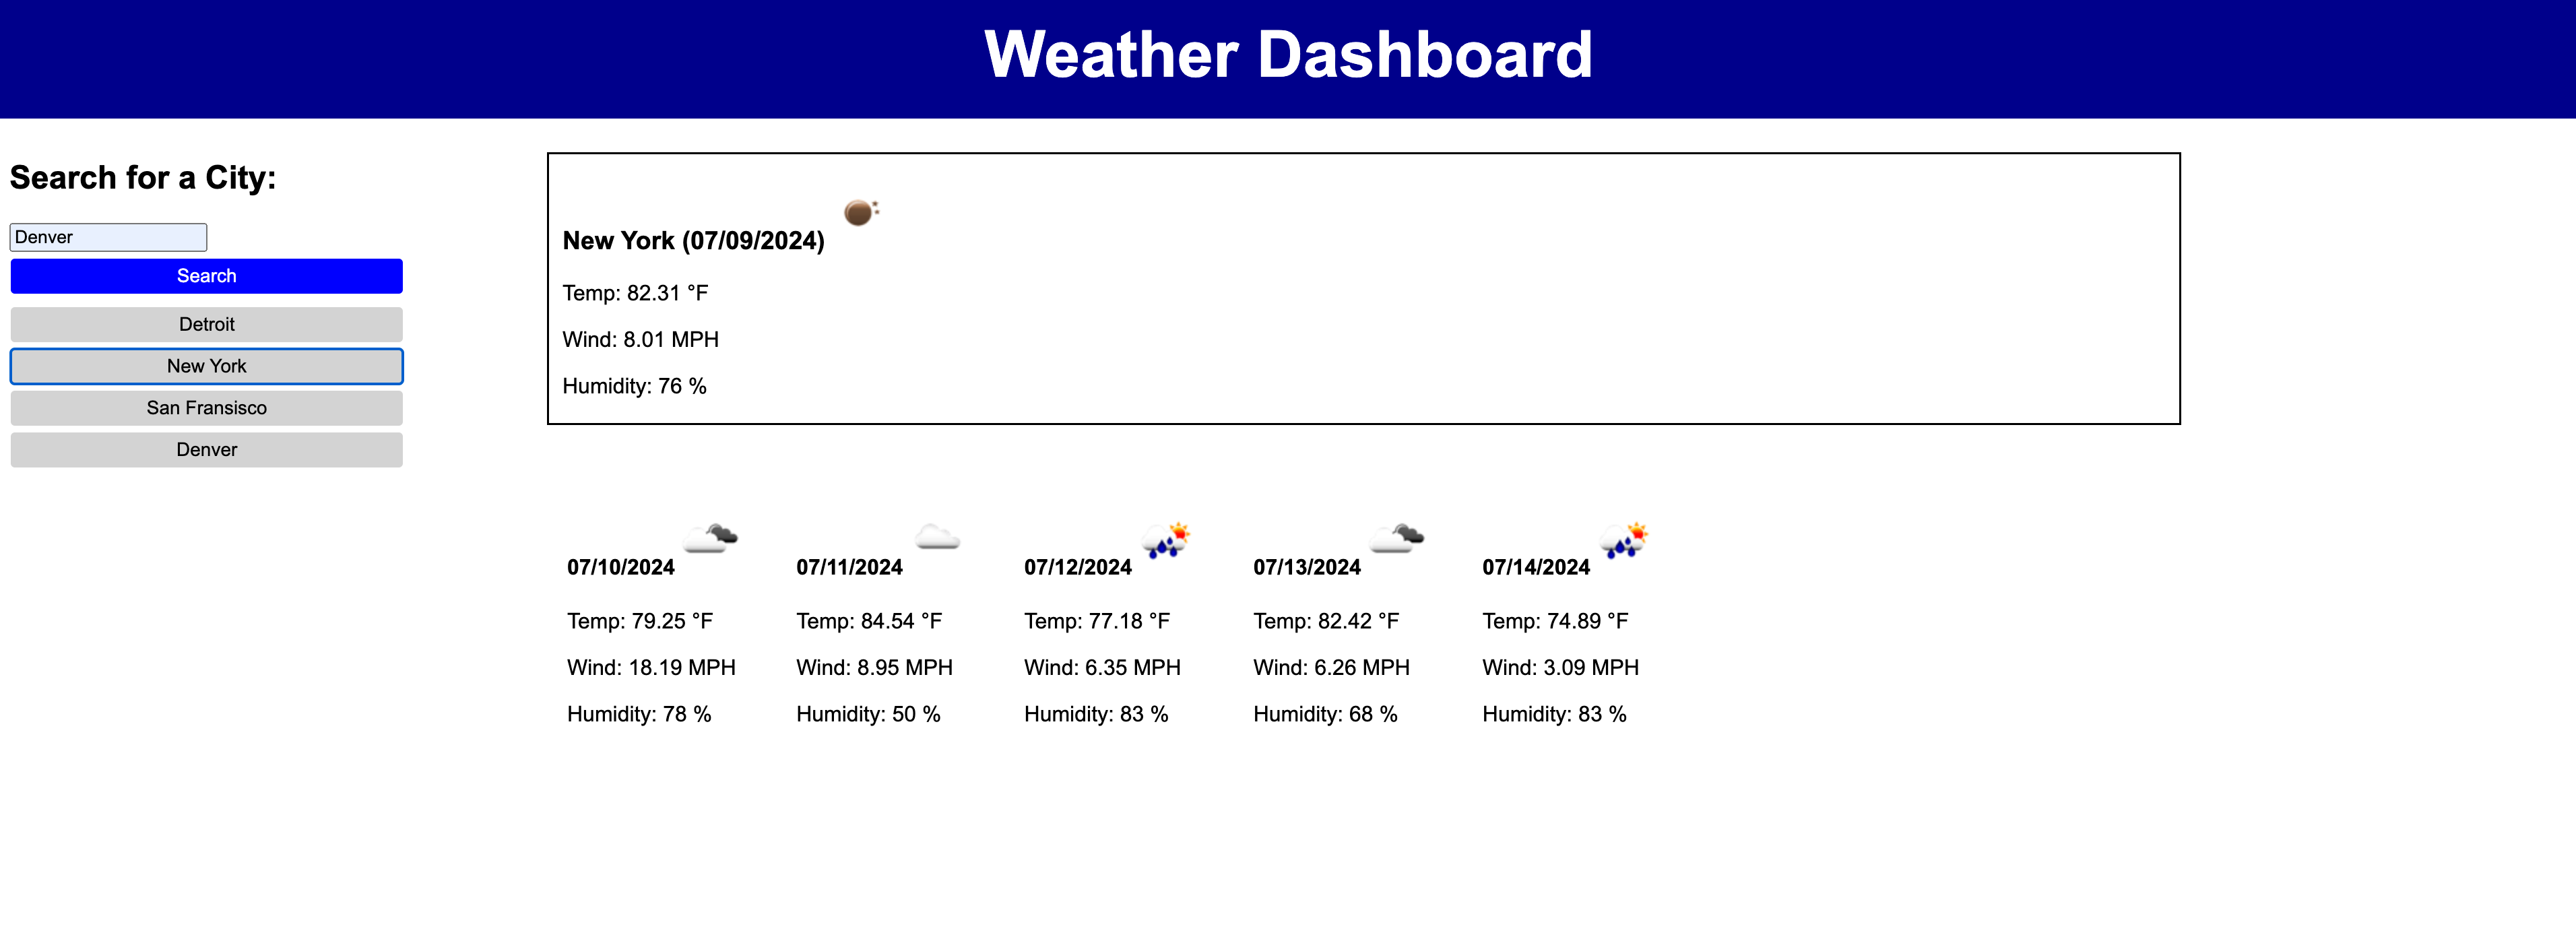 Weather Dashboard
Search for a City:
Denver
Search
Detroit
New York
San Fransisco
Denver
New York (07/09/2024)
Temp: 82.31 °F
Wind: 8.01 MPH
Humidity: 76 %
07/10/2024
Temp: 79.25 °F
Wind: 18.19 MPH
Humidity: 78 %
07/11/2024
Temp: 84.54 °F
Wind: 8.95 MPH
Humidity: 50 %
07/12/2024
Temp: 77.18 °F
Wind: 6.35 MPH
Humidity: 83 %
07/13/2024
Temp: 82.42 °F
Wind: 6.26 MPH
Humidity: 68 %
07/14/2024
Temp: 74.89 °F
Wind: 3.09 MPH
Humidity: 83 %